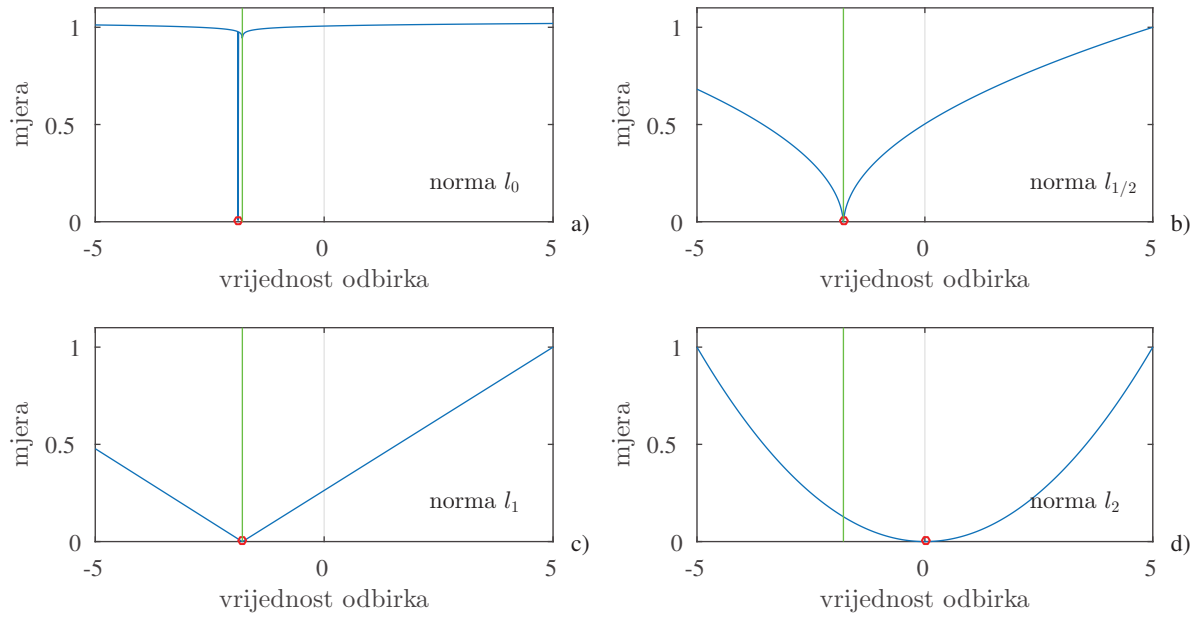 1
0.5
0
mjera
norma l₀
-5
0
5
vrijednost odbirka
a)
1
0.5
0
mjera
norma l₁/₂
-5
0
5
vrijednost odbirka
b)
1
0.5
0
mjera
norma l₁
-5
0
5
vrijednost odbirka
c)
1
0.5
0
mjera
norma l₂
-5
0
5
vrijednost odbirka
d)